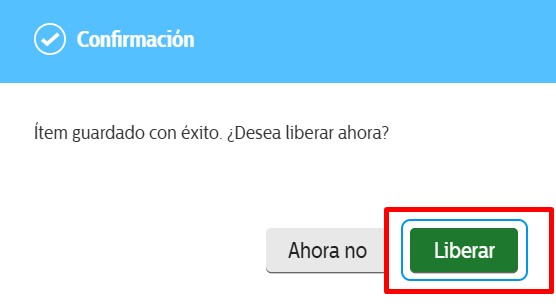 Confirmación
Ítem guardado con éxito. ¿Desea liberar ahora?
Ahora no
Liberar